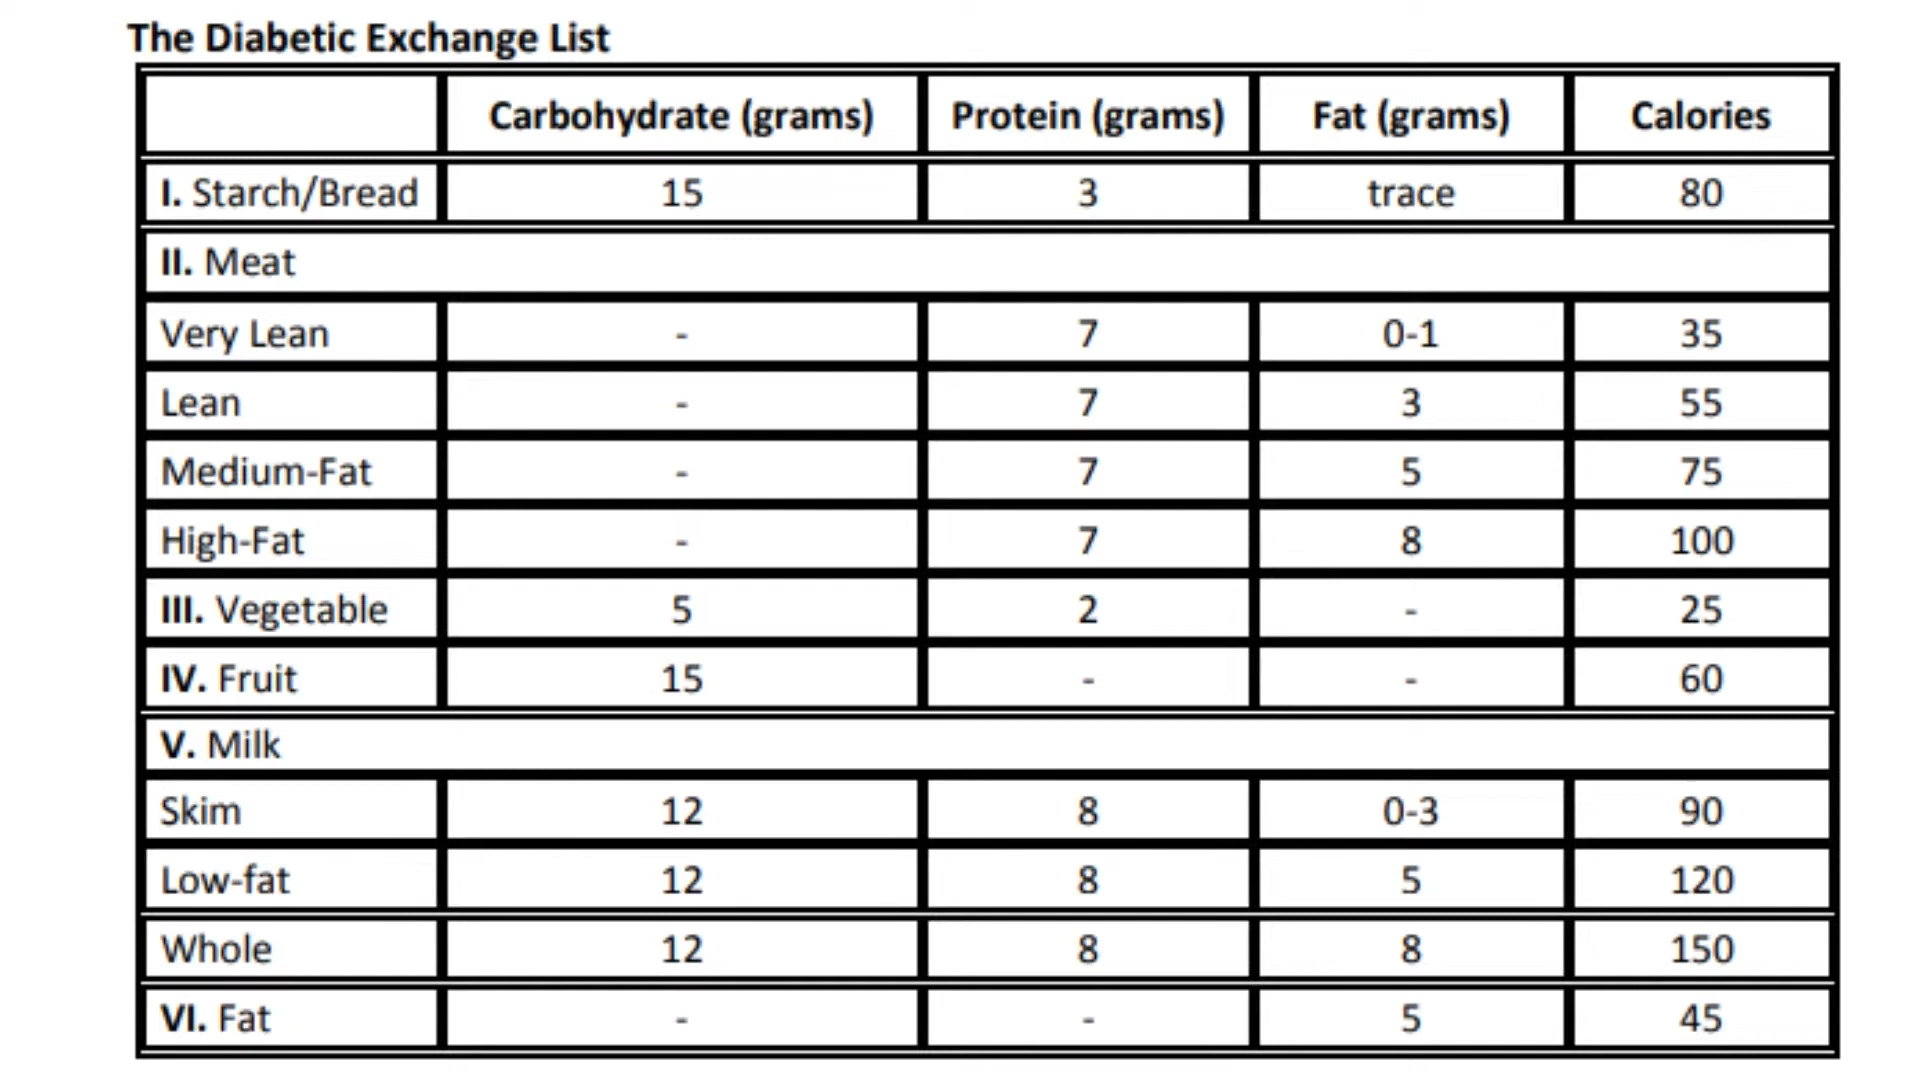 The Diabetic Exchange List
Carbohydrate (grams) Protein (grams) Fat (grams) Calories
I. Starch/Bread 15 3 trace 80
II. Meat
Very Lean - 7 0-1 35
Lean - 7 3 55
Medium-Fat - 7 5 75
High-Fat - 7 8 100
III. Vegetable 5 2 - 25
IV. Fruit 15 - - 60
V. Milk
Skim 12 8 0-3 90
Low-fat 12 8 5 120
Whole 12 8 8 150
VI. Fat - - 5 45